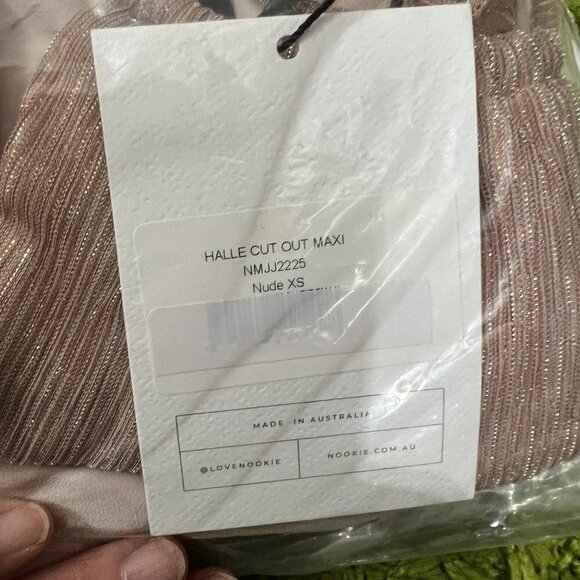 HALLE CUT OUT MAXI
NMJJ2225
Nude XS
MADE IN AUSTRALIA
@LOVENOOKIE
NOOKIE.COM.AU